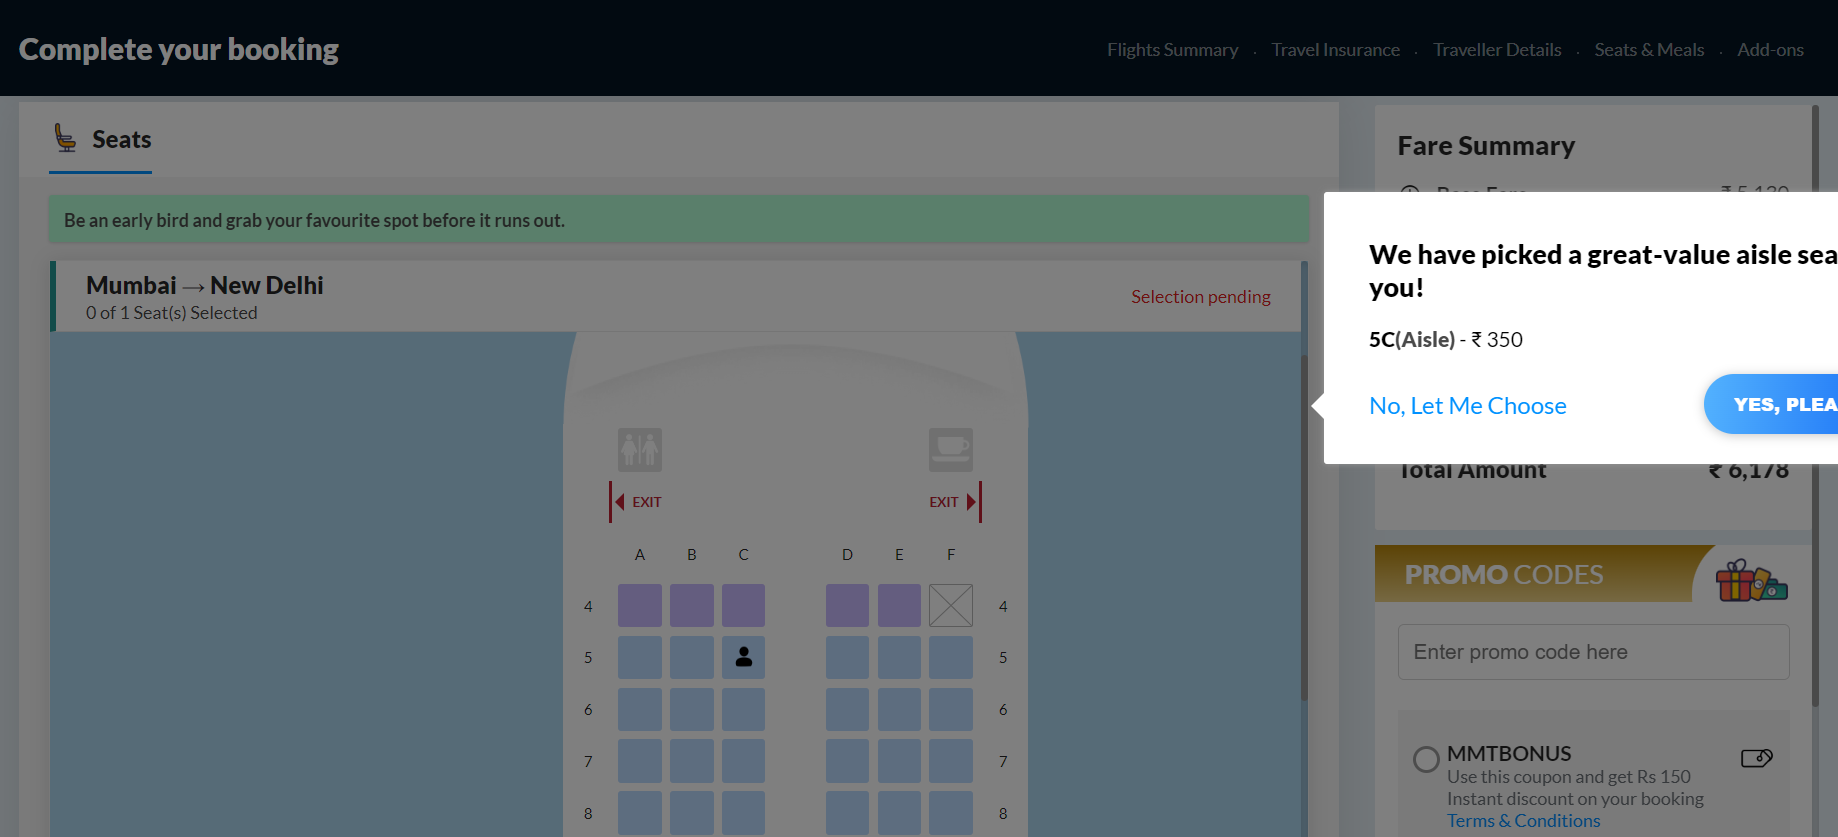 Complete your booking
Flights Summary · Travel Insurance · Traveller Details · Seats & Meals · Add-ons
Seats
Be an early bird and grab your favourite spot before it runs out.
Mumbai → New Delhi
0 of 1 Seat(s) Selected
Selection pending
EXIT EXIT
A B C D E F
4 4
5 5
6 6
7 7
8 8
Fare Summary
Base Fare ₹ 5,130
We have picked a great-value aisle sea
you!
5C(Aisle) - ₹ 350
No, Let Me Choose
YES, PLEA
Total Amount ₹ 6,178
PROMO CODES
Enter promo code here
MMTBONUS
Use this coupon and get Rs 150
Instant discount on your booking
Terms & Conditions